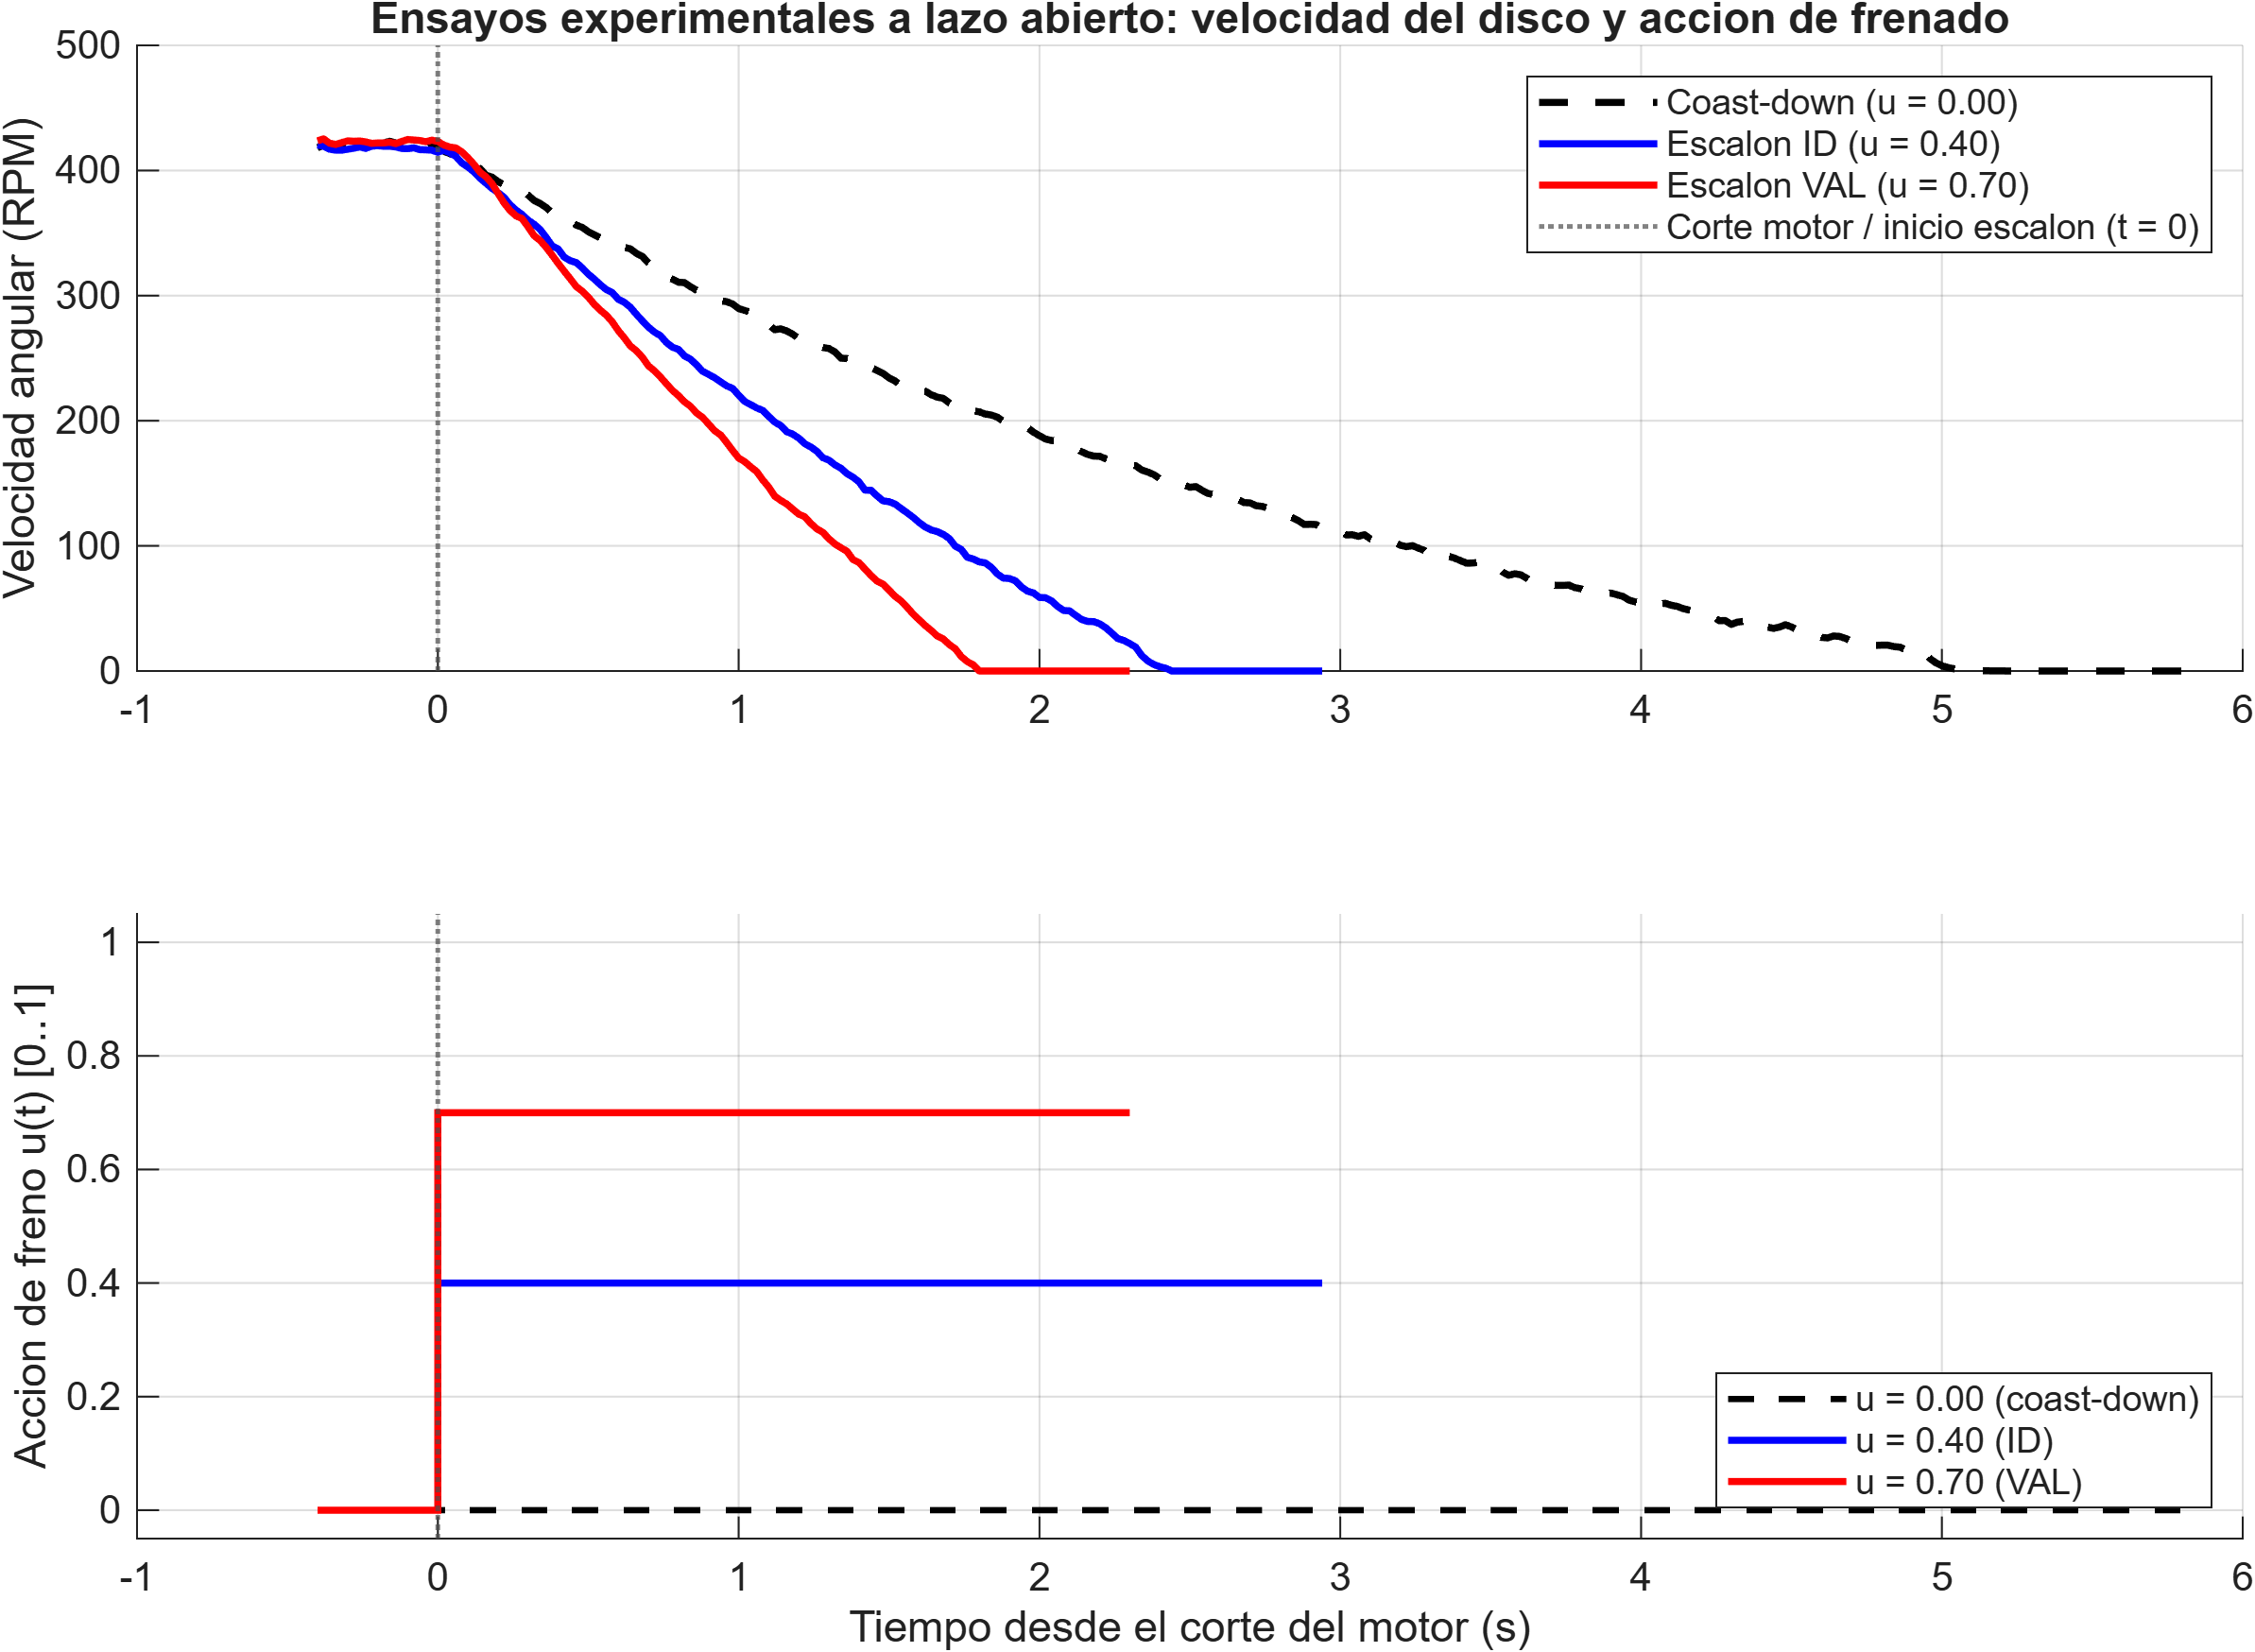 Ensayos experimentales a lazo abierto: velocidad del disco y accion de frenado
Velocidad angular (RPM)
500
400
300
200
100
0
Coast-down (u = 0.00)
Escalon ID (u = 0.40)
Escalon VAL (u = 0.70)
Corte motor / inicio escalon (t = 0)
-1 0 1 2 3 4 5 6
Accion de freno u(t) [0..1]
1
0.8
0.6
0.4
0.2
0
u = 0.00 (coast-down)
u = 0.40 (ID)
u = 0.70 (VAL)
-1 0 1 2 3 4 5 6
Tiempo desde el corte del motor (s)